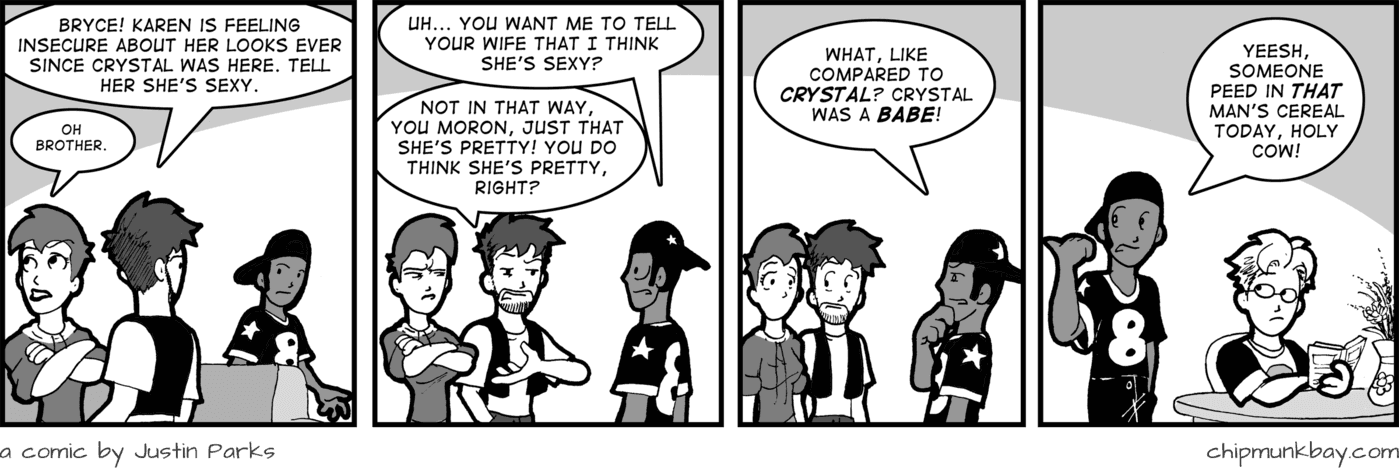 BRYCE! KAREN IS FEELING
INSECURE ABOUT HER LOOKS EVER
SINCE CRYSTAL WAS HERE. TELL
HER SHE'S SEXY.
OH
BROTHER.
UH... YOU WANT ME TO TELL
YOUR WIFE THAT I THINK
SHE'S SEXY?
NOT IN THAT WAY,
YOU MORON, JUST THAT
SHE'S PRETTY! YOU DO
THINK SHE'S PRETTY,
RIGHT?
WHAT, LIKE
COMPARED TO
CRYSTAL? CRYSTAL
WAS A BABE!
YEESH,
SOMEONE
PEED IN THAT
MAN'S CEREAL
TODAY, HOLY
COW!
8
8
8
a comic by Justin Parks
chipmunkbay.com